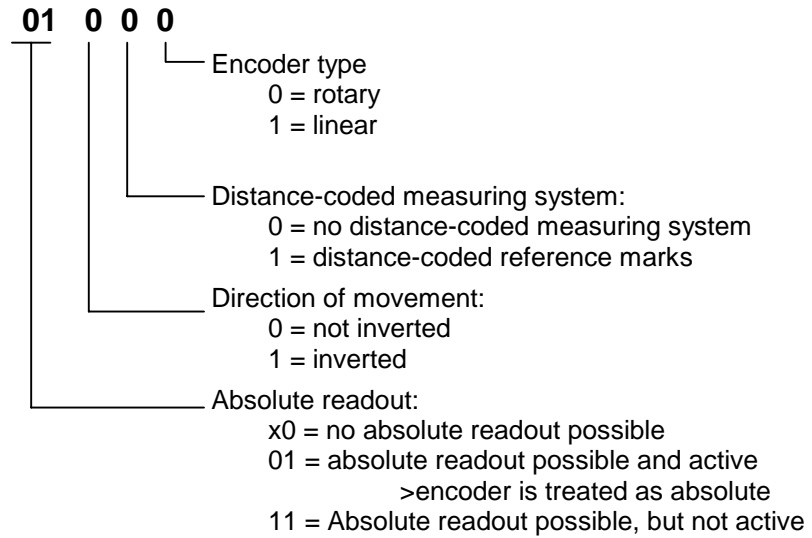 01 0 0 0
Encoder type
0 = rotary
1 = linear
Distance-coded measuring system:
0 = no distance-coded measuring system
1 = distance-coded reference marks
Direction of movement:
0 = not inverted
1 = inverted
Absolute readout:
x0 = no absolute readout possible
01 = absolute readout possible and active
>encoder is treated as absolute
11 = Absolute readout possible, but not active